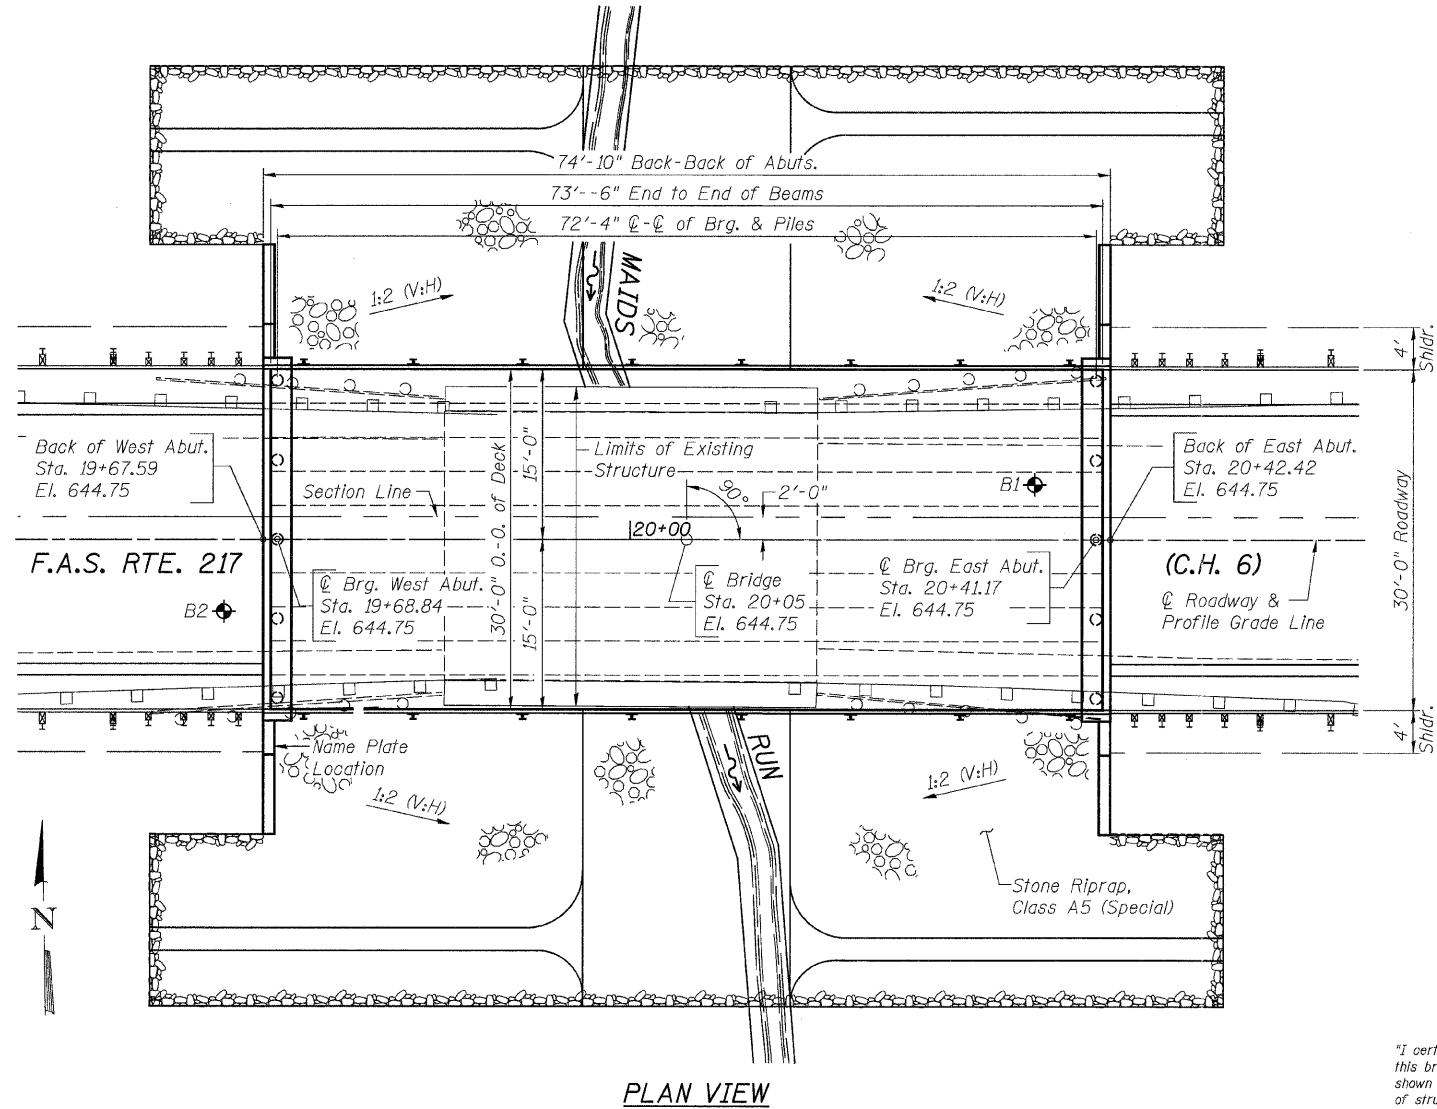 74'-10" Back-Back of Abuts.
73'--6" End to End of Beams
72'-4" ℄-℄ of Brg. & Piles
MAIDS
1:2 (V:H)
1:2 (V:H)
4'
Shldr.
Back of West Abut.
Sta. 19+67.59
El. 644.75
Section Line
30'-0" O.-O. of Deck
15'-0"
15'-0"
Limits of Existing
Structure
90°
2'-0"
20+00
B1
Back of East Abut.
Sta. 20+42.42
El. 644.75
30'-0" Roadway
F.A.S. RTE. 217
B2
℄ Brg. West Abut.
Sta. 19+68.84
El. 644.75
℄ Bridge
Sta. 20+05
El. 644.75
℄ Brg. East Abut.
Sta. 20+41.17
El. 644.75
(C.H. 6)
℄ Roadway &
Profile Grade Line
4'
Shldr.
Name Plate
Location
RUN
1:2 (V:H)
1:2 (V:H)
Stone Riprap,
Class A5 (Special)
N
PLAN VIEW
"I cert
this br
shown
of stru